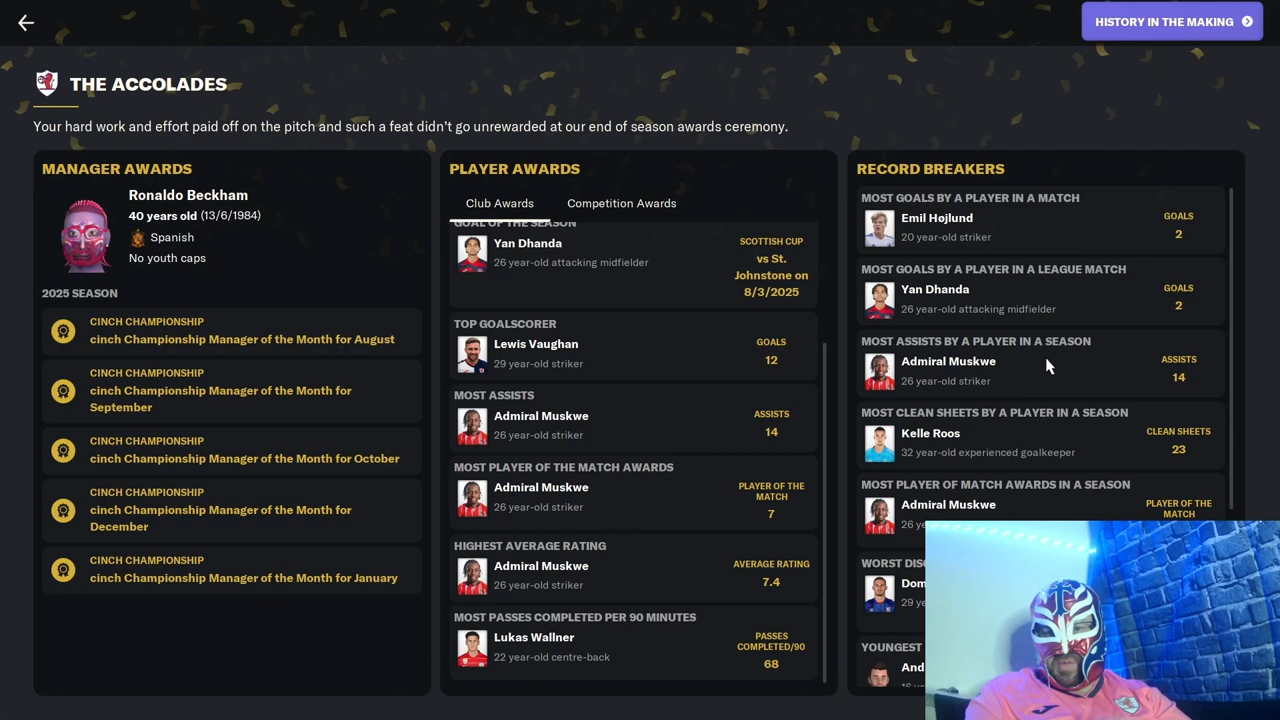 HISTORY IN THE MAKING
THE ACCOLADES
Your hard work and effort paid off on the pitch and such a feat didn't go unrewarded at our end of season awards ceremony.
MANAGER AWARDS
Ronaldo Beckham
40 years old (13/6/1984)
Spanish
No youth caps
2025 SEASON
CINCH CHAMPIONSHIP
cinch Championship Manager of the Month for August
CINCH CHAMPIONSHIP
cinch Championship Manager of the Month for
September
CINCH CHAMPIONSHIP
cinch Championship Manager of the Month for October
CINCH CHAMPIONSHIP
cinch Championship Manager of the Month for
December
CINCH CHAMPIONSHIP
cinch Championship Manager of the Month for January
PLAYER AWARDS
Club Awards
Competition Awards
GOAL OF THE SEASON
Yan Dhanda
26 year-old attacking midfielder
SCOTTISH CUP
vs St.
Johnstone on
8/3/2025
TOP GOALSCORER
Lewis Vaughan
29 year-old striker
GOALS
12
MOST ASSISTS
Admiral Muskwe
26 year-old striker
ASSISTS
14
MOST PLAYER OF THE MATCH AWARDS
Admiral Muskwe
26 year-old striker
PLAYER OF THE
MATCH
7
HIGHEST AVERAGE RATING
Admiral Muskwe
26 year-old striker
AVERAGE RATING
7.4
MOST PASSES COMPLETED PER 90 MINUTES
Lukas Wallner
22 year-old centre-back
PASSES
COMPLETED/90
68
RECORD BREAKERS
MOST GOALS BY A PLAYER IN A MATCH
Emil Højlund
20 year-old striker
GOALS
2
MOST GOALS BY A PLAYER IN A LEAGUE MATCH
Yan Dhanda
26 year-old attacking midfielder
GOALS
2
MOST ASSISTS BY A PLAYER IN A SEASON
Admiral Muskwe
26 year-old striker
ASSISTS
14
MOST CLEAN SHEETS BY A PLAYER IN A SEASON
Kelle Roos
32 year-old experienced goalkeeper
CLEAN SHEETS
23
MOST PLAYER OF MATCH AWARDS IN A SEASON
Admiral Muskwe
26 ye
PLAYER OF THE
MATCH
WORST DISC
Dom
29 ye
YOUNGEST
And